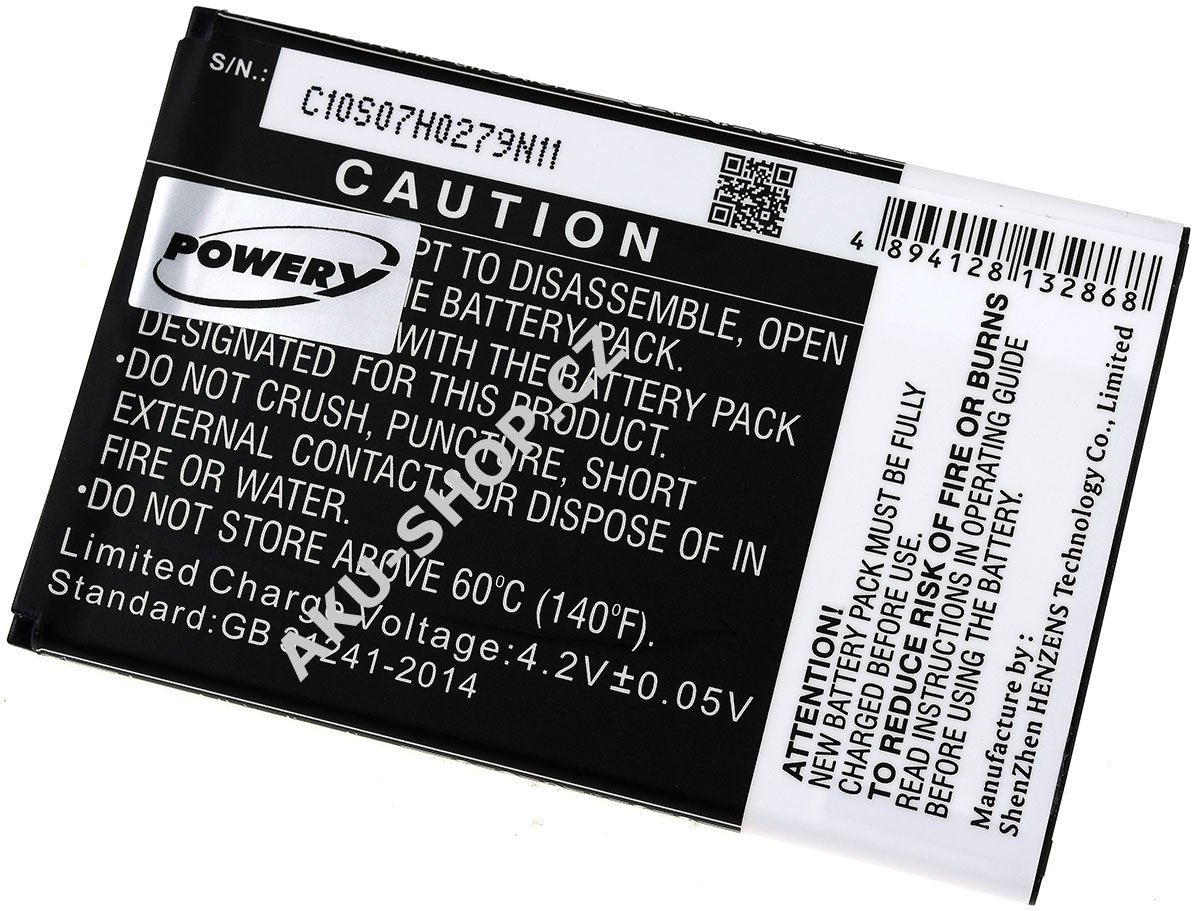 S/N.:
C10S07H0279N11
CAUTION
POWERY
PT TO DISASSEMBLE, OPEN
BATTERY PACK.
DESIGNATED WITH THE BATTERY PACK
FOR THIS PRODUCT.
·DO NOT CRUSH, PUNCTURE, SHORT
EXTERNAL CONTACT, OR DISPOSE OF IN
FIRE OR WATER.
·DO NOT STORE ABOVE 60°C (140°F).
Limited Charge Voltage:4.2V±0.05V
Standard:GB 31241-2014
AKU-SHOP.CZ
4 894128 132868
ATTENTION!
NEW BATTERY PACK MUST BE FULLY
CHARGED BEFORE USE.
TO REDUCE RISK OF FIRE OR BURNS
READ INSTRUCTIONS IN OPERATING GUIDE
BEFORE USING THE BATTERY.
Manufacture by :
ShenZhen HENZENS Technology Co., Limited